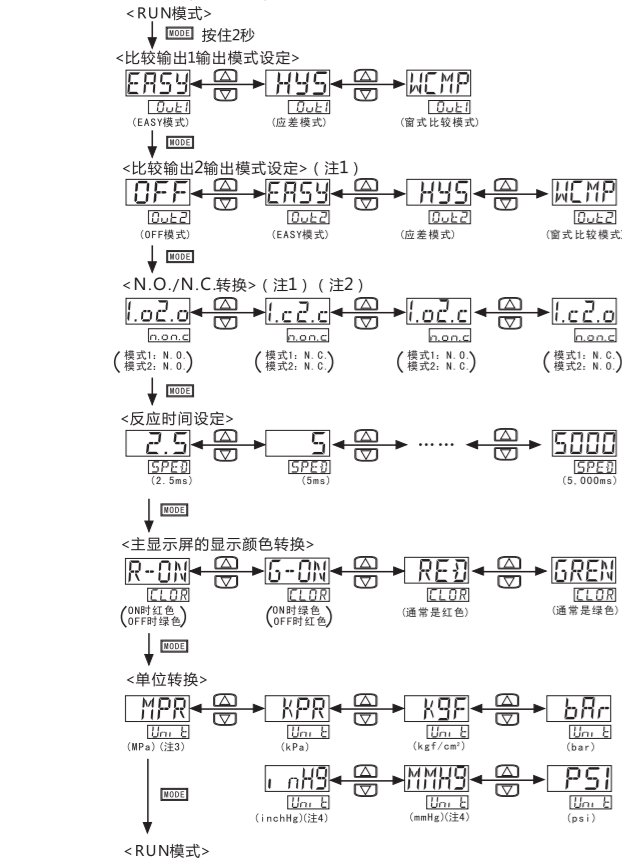 <RUN模式>
MODE 按住2秒
<比较输出1输出模式设定>
EASY HYS WCMP
Out1 Out1 Out1
(EASY模式) (应差模式) (窗式比较模式)
MODE
<比较输出2输出模式设定>(注1)
OFF EASY HYS WCMP
Out2 Out2 Out2 Out2
(OFF模式) (EASY模式) (应差模式) (窗式比较模式)
MODE
<N.O./N.C.转换>(注1)(注2)
1.o2.o 1.c2.c 1.o2.c 1.c2.o
n.on.c n.on.c n.on.c n.on.c
(模式1: N.O. (模式1: N.C. (模式1: N.O. (模式1: N.C.
模式2: N.O.) 模式2: N.C.) 模式2: N.C.) 模式2: N.O.)
MODE
<反应时间设定>
2.5 5 …… 5000
SPED SPED SPED
(2.5ms) (5ms) (5,000ms)
MODE
<主显示屏的显示颜色转换>
R-ON G-ON RED GREN
CLOR CLOR CLOR CLOR
(ON时红色 (ON时绿色 (通常是红色) (通常是绿色)
OFF时绿色) OFF时红色)
MODE
<单位转换>
MPA KPA KgF bAr
Unit Unit Unit Unit
(MPa)(注3) (kPa) (kgf/cm²) (bar)
inHg MMHg PSI
MODE
Unit Unit Unit
(inchHg)(注4) (mmHg)(注4) (psi)
<RUN模式>